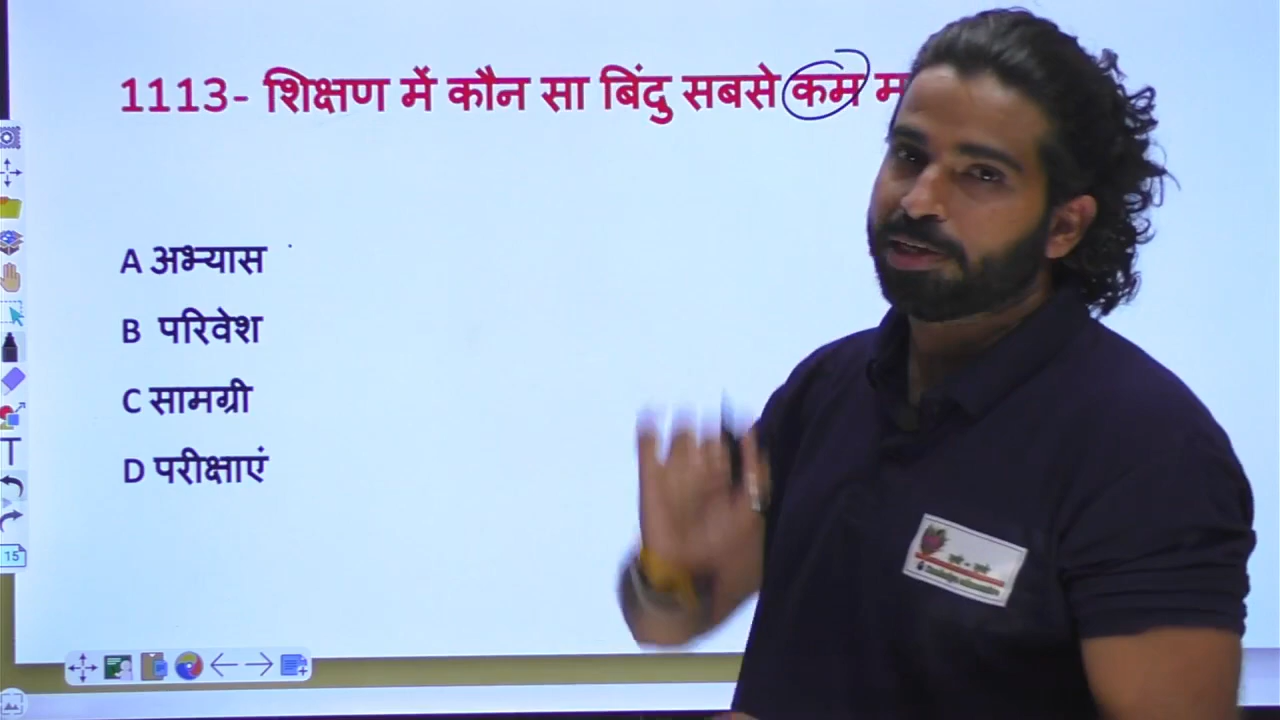 1113- शिक्षण में कौन सा बिंदु सबसे कम
A अभ्यास
B परिवेश
C सामग्री
D परीक्षाएं
15